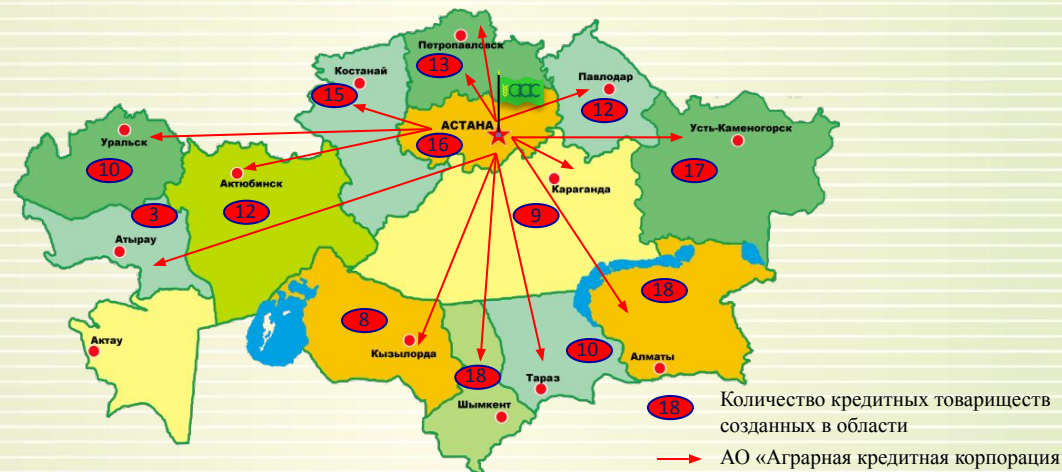 Петропавловск
13
Костанай
15
Павлодар
12
АСТАНА
16
Усть-Каменогорск
17
Уральск
10
Актюбинск
12
Караганда
9
3
Атырау
18
8
Кызылорда
Актау
10
18
Тараз
Алматы
Шымкент
18
Количество кредитных товариществ
созданных в области
АО «Аграрная кредитная корпорация